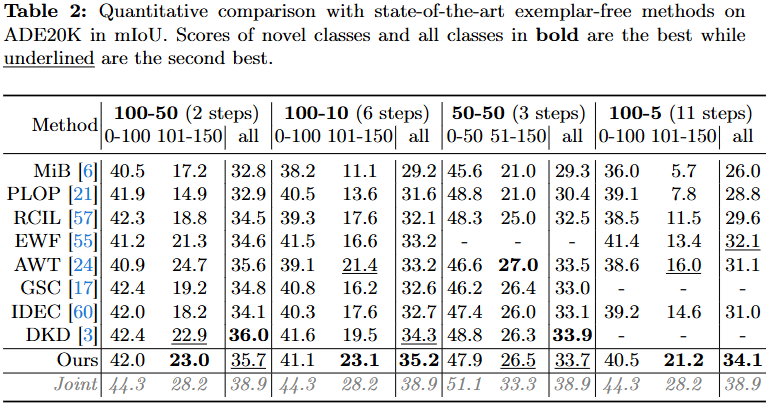 Table 2: Quantitative comparison with state-of-the-art exemplar-free methods on
ADE20K in mIoU. Scores of novel classes and all classes in bold are the best while
underlined are the second best.
Method 100-50 (2 steps) 100-10 (6 steps) 50-50 (3 steps) 100-5 (11 steps)
0-100 101-150 all 0-100 101-150 all 0-50 51-150 all 0-100 101-150 all
MiB [6] 40.5 17.2 32.8 38.2 11.1 29.2 45.6 21.0 29.3 36.0 5.7 26.0
PLOP [21] 41.9 14.9 32.9 40.5 13.6 31.6 48.8 21.0 30.4 39.1 7.8 28.8
RCIL [57] 42.3 18.8 34.5 39.3 17.6 32.1 48.3 25.0 32.5 38.5 11.5 29.6
EWF [55] 41.2 21.3 34.6 41.5 16.6 33.2 - - - 41.4 13.4 32.1
AWT [24] 40.9 24.7 35.6 39.1 21.4 33.2 46.6 27.0 33.5 38.6 16.0 31.1
GSC [17] 42.4 19.2 34.8 40.8 16.2 32.6 46.2 26.4 33.0 - - -
IDEC [60] 42.0 18.2 34.1 40.3 17.6 32.7 47.4 26.0 33.1 39.2 14.6 31.0
DKD [3] 42.4 22.9 36.0 41.6 19.5 34.3 48.8 26.3 33.9 - - -
Ours 42.0 23.0 35.7 41.1 23.1 35.2 47.9 26.5 33.7 40.5 21.2 34.1
Joint 44.3 28.2 38.9 44.3 28.2 38.9 51.1 33.3 38.9 44.3 28.2 38.9